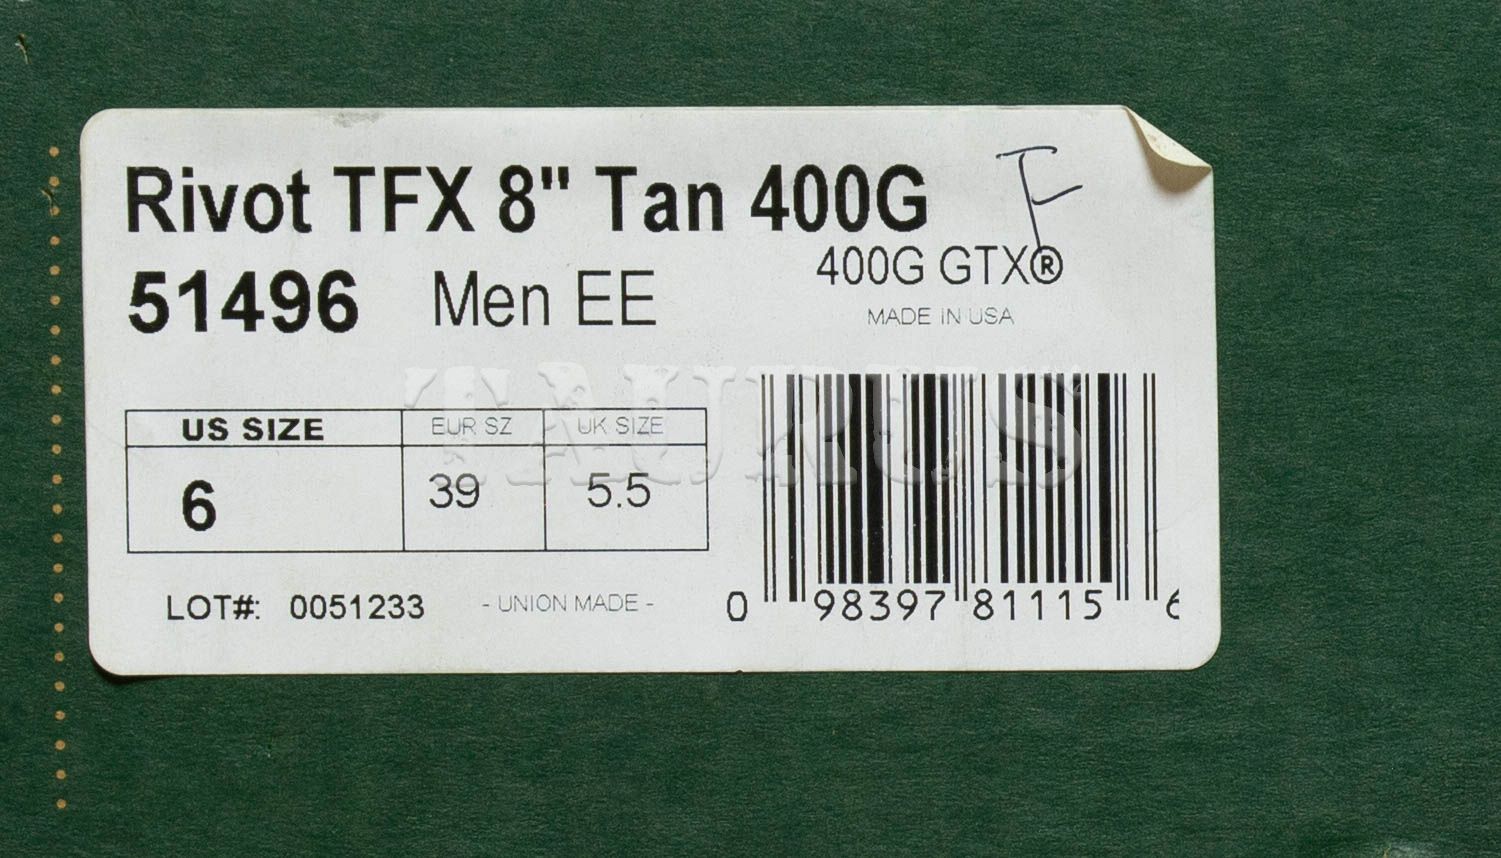 Rivot TFX 8" Tan 400G F
400G GTX®
51496 Men EE
MADE IN USA
TAURUS
US SIZE EUR SZ UK SIZE
6 39 5.5
LOT#: 0051233 - UNION MADE -
0 98397 81115 6